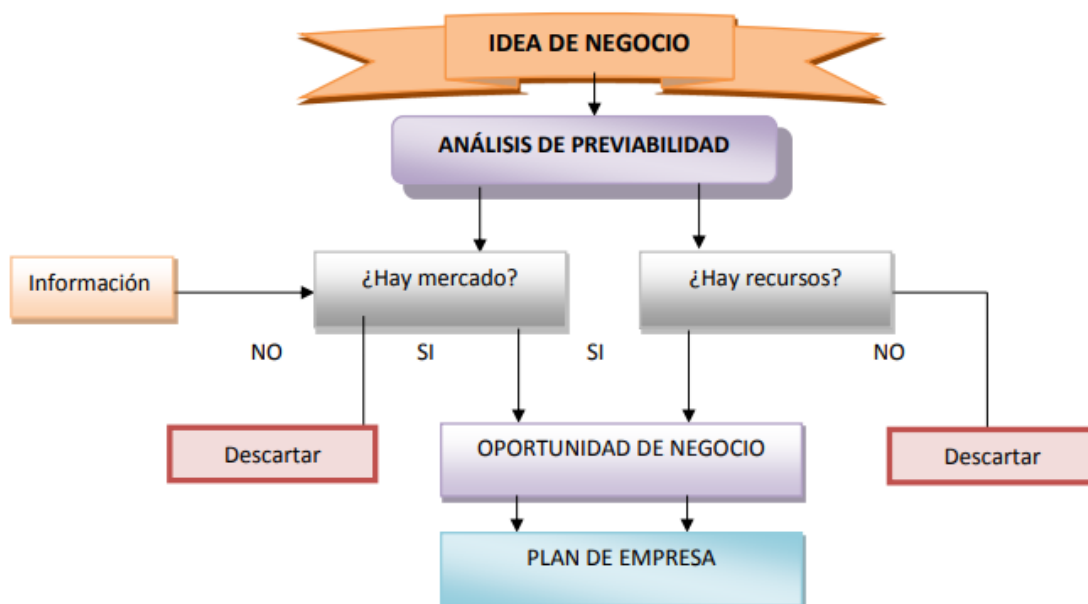 IDEA DE NEGOCIO
ANÁLISIS DE PREVIABILIDAD
Información
¿Hay mercado?
¿Hay recursos?
NO
SI
SI
NO
Descartar
OPORTUNIDAD DE NEGOCIO
Descartar
PLAN DE EMPRESA